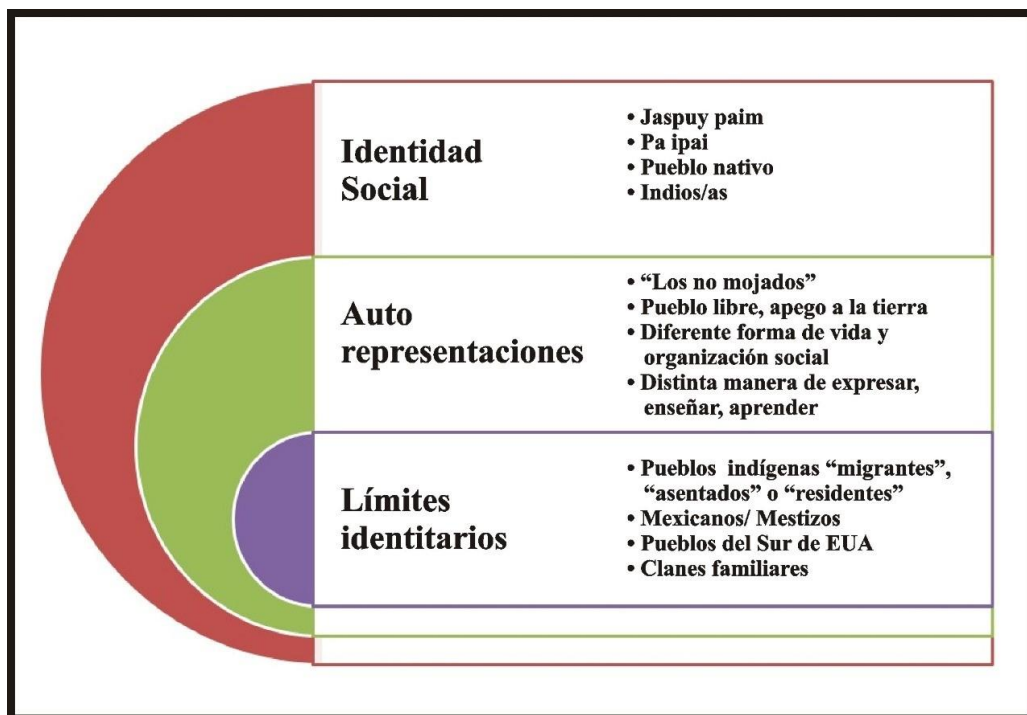 Identidad
Social
• Jaspuy paim
• Pa ipai
• Pueblo nativo
• Indios/as
Auto
representaciones
• “Los no mojados”
• Pueblo libre, apego a la tierra
• Diferente forma de vida y
organización social
• Distinta manera de expresar,
enseñar, aprender
Límites
identitarios
• Pueblos indígenas “migrantes”,
“asentados” o “residentes”
• Mexicanos/ Mestizos
• Pueblos del Sur de EUA
• Clanes familiares